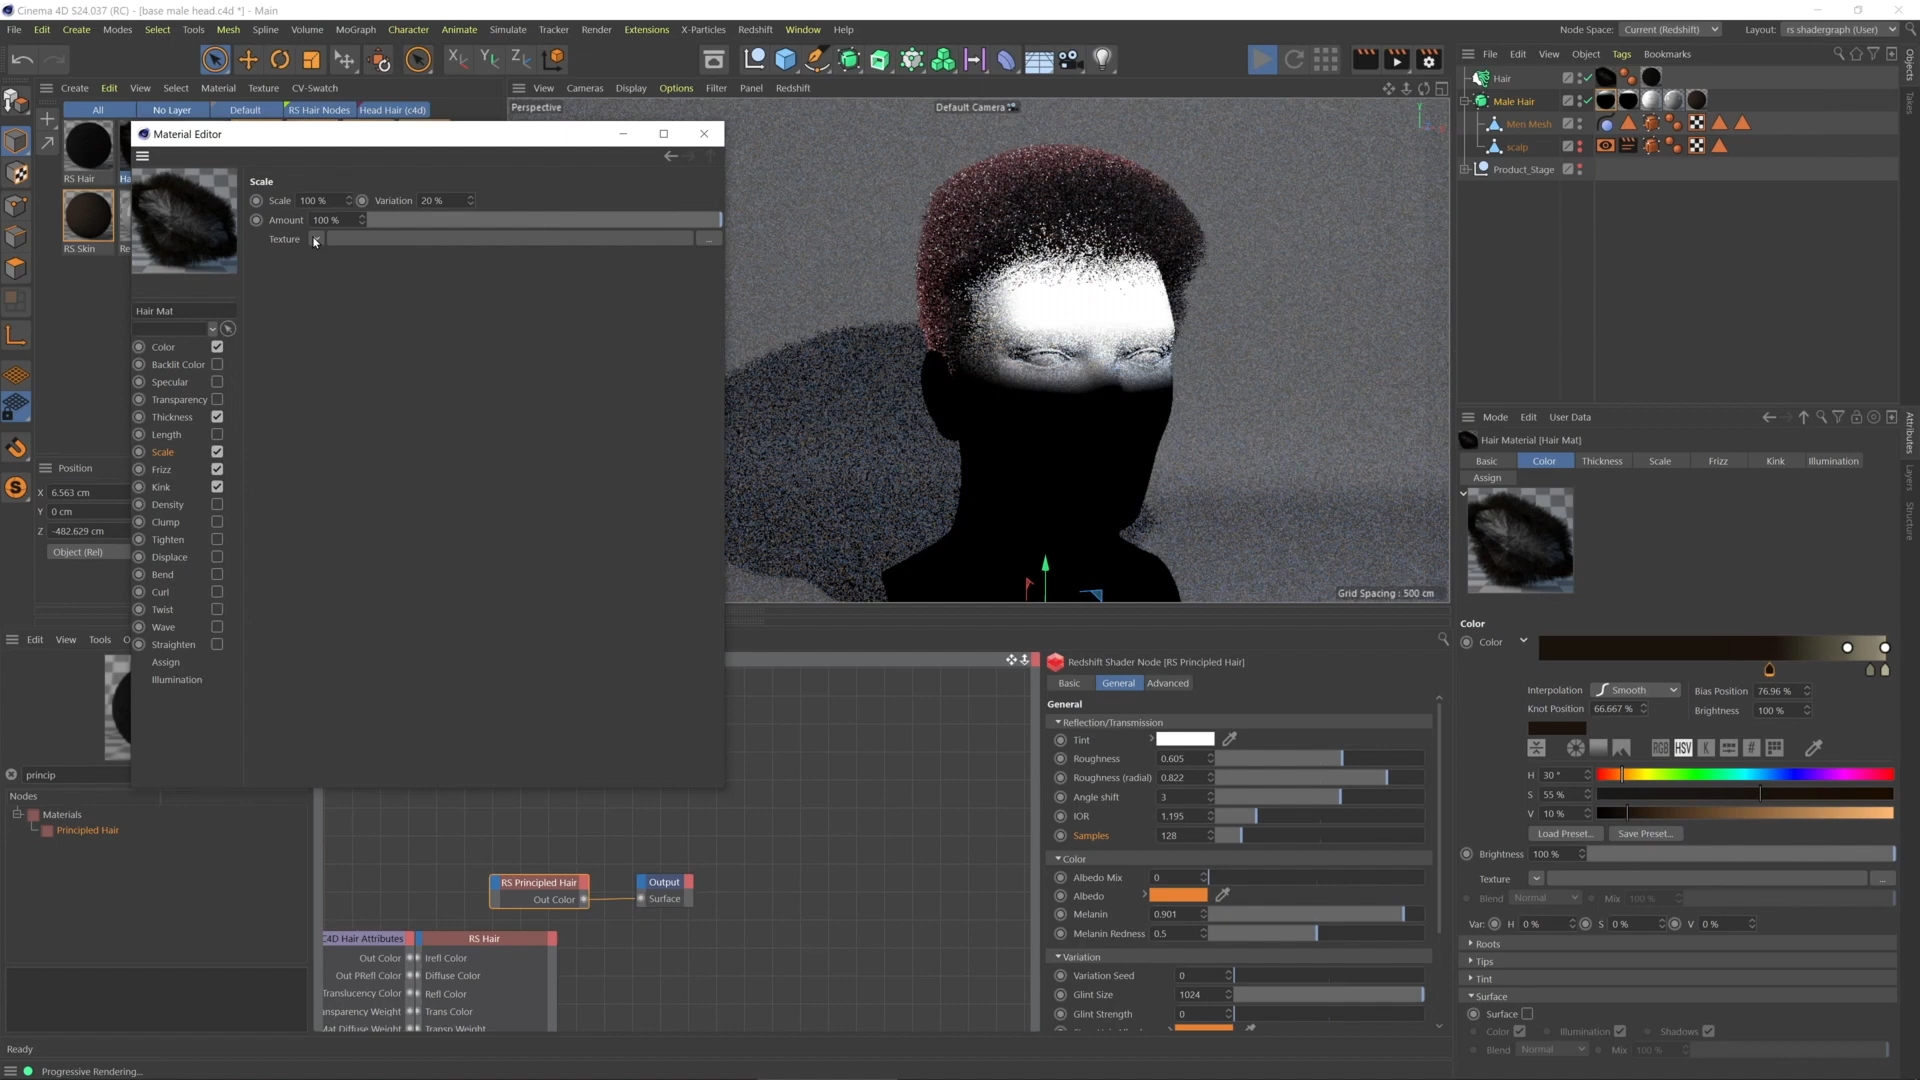 Cinema 4D S24.037 (RC) - [base male head.c4d *] - Main
File Edit Create Modes Select Tools Mesh Spline Volume MoGraph Character Animate Simulate Tracker Render Extensions X-Particles Redshift Window Help
Node Space: Current (Redshift) Layout: rs shadergraph (User)
Create Edit View Select Material Texture CV-Swatch
View Cameras Display Options Filter Panel Redshift
File Edit View Object Tags Bookmarks
All No Layer Default RS Hair Nodes Head Hair (c4d)
Perspective Default Camera
Hair
Male Hair
Men Mesh
scalp
Product_Stage
Objects
Takes
RS Hair
RS Skin
Material Editor
Scale
Scale 100 % Variation 20 %
Amount 100 %
Texture ...
Hair Mat
Color
Backlit Color
Specular
Transparency
Thickness
Length
Scale
Frizz
Kink
Density
Clump
Tighten
Displace
Bend
Curl
Twist
Wave
Straighten
Assign
Illumination
Position
X 6.563 cm
Y 0 cm
Z -482.629 cm
Object (Rel)
Grid Spacing : 500 cm
Mode Edit User Data
Attributes
Layers
Structure
Hair Material [Hair Mat]
Basic Color Thickness Scale Frizz Kink Illumination
Assign
Color
Color
Interpolation Smooth Bias Position 76.96 %
Knot Position 66.667 % Brightness 100 %
RGB HSV K #
H 30 °
S 55 %
V 10 %
Load Preset... Save Preset...
Brightness 100 %
Texture ...
Blend Normal Mix 100 %
Var: H 0 % S 0 % V 0 %
Roots
Tips
Tint
Surface
Surface
Color Illumination Shadows
Blend Normal Mix 100 %
Edit View Tools
princip
Nodes
Materials
Principled Hair
RS Principled Hair
Out Color
Output
Surface
C4D Hair Attributes RS Hair
Out Color Irefl Color
Out PRefl Color Diffuse Color
Translucency Color Refl Color
nsparency Weight Trans Color
Mat Diffuse Weight Transp Weight
Redshift Shader Node [RS Principled Hair]
Basic General Advanced
General
Reflection/Transmission
Tint
Roughness 0.605
Roughness (radial) 0.822
Angle shift 3
IOR 1.195
Samples 128
Color
Albedo Mix 0
Albedo
Melanin 0.901
Melanin Redness 0.5
Variation
Variation Seed 0
Glint Size 1024
Glint Strength 0
Ready
Progressive Rendering...